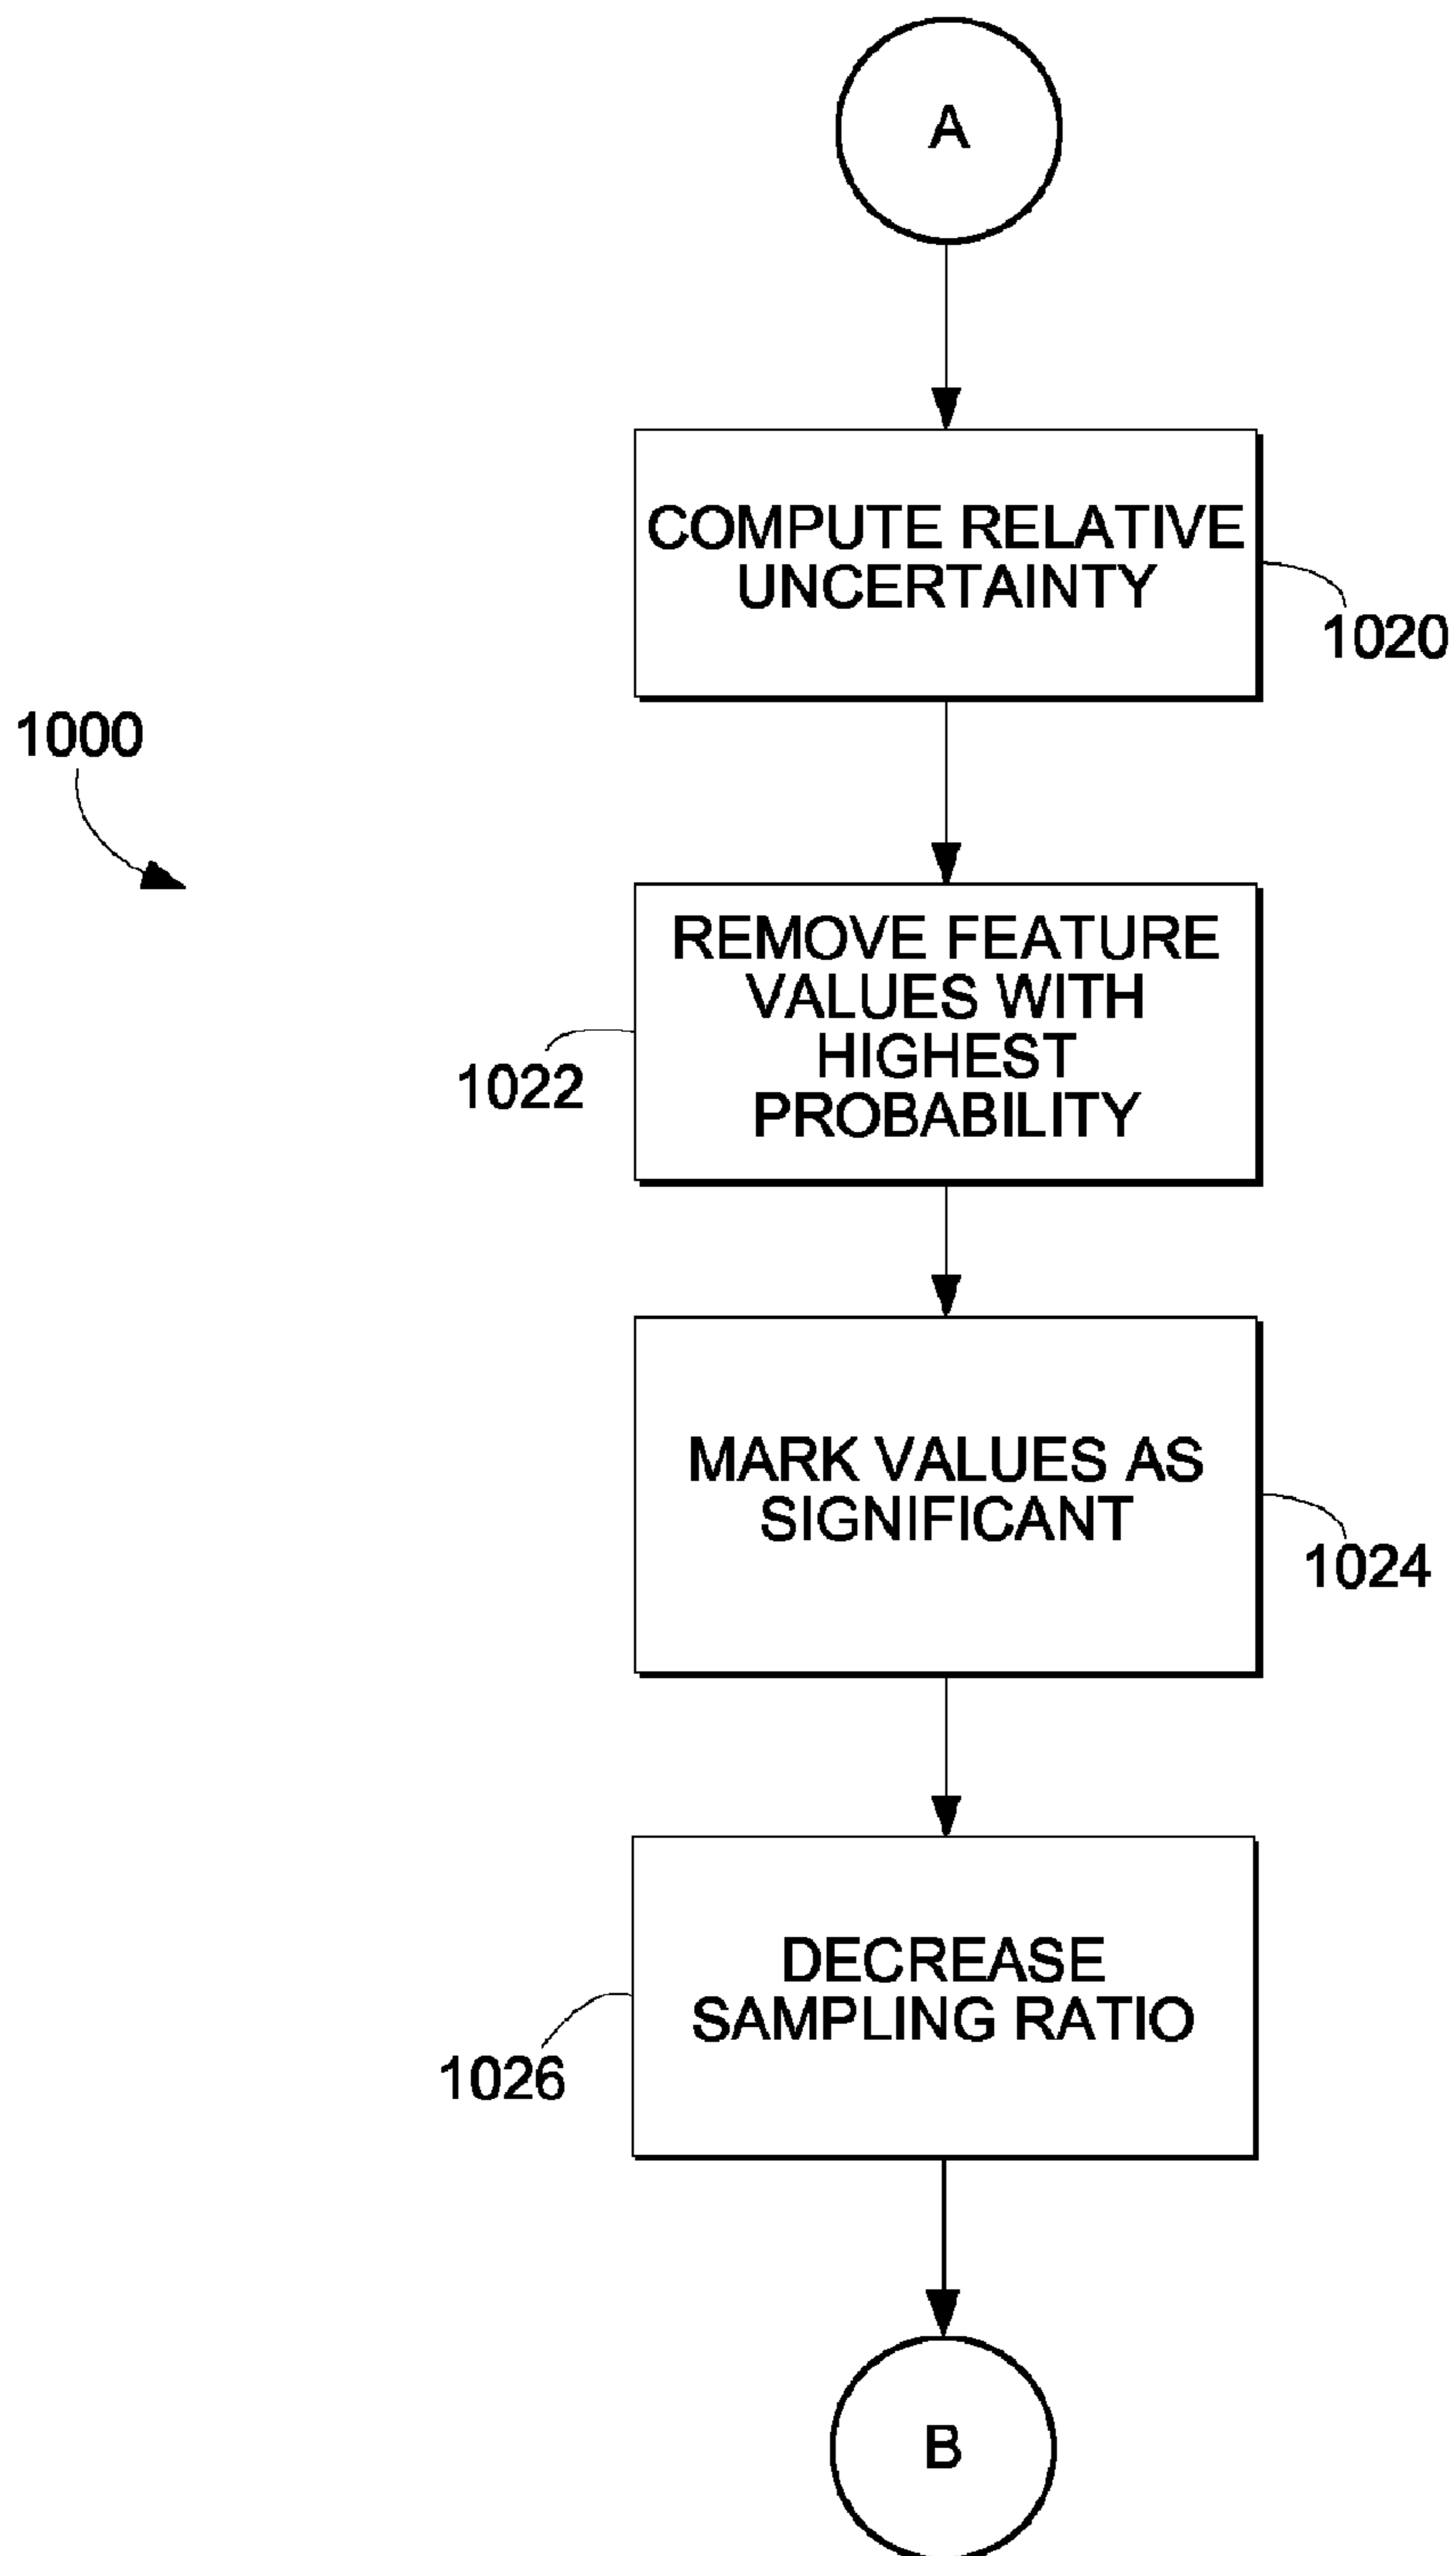 A
COMPUTE RELATIVE
UNCERTAINTY
1020
1000
REMOVE FEATURE
VALUES WITH
HIGHEST
PROBABILITY
1022
MARK VALUES AS
SIGNIFICANT
1024
DECREASE
SAMPLING RATIO
1026
B